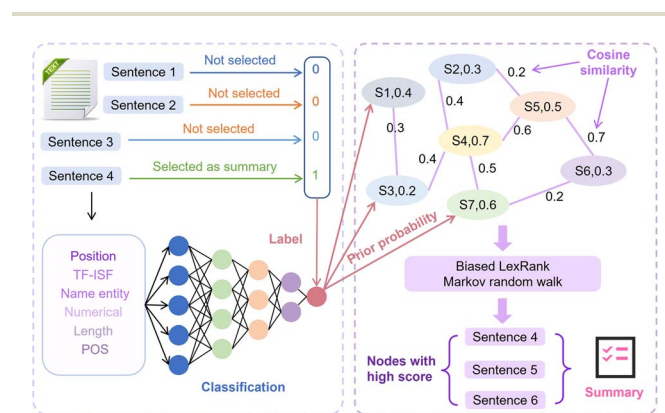 TEXT
Sentence 1
Not selected
0
Sentence 2
Not selected
0
Sentence 3
Not selected
0
Sentence 4
Selected as summary
1
Label
Position
TF-ISF
Name entity
Numerical
Length
POS
Classification
Prior probability
Cosine
similarity
S1,0.4
S2,0.3
0.2
S5,0.5
0.4
0.3
S4,0.7
0.6
0.7
0.4
0.5
S6,0.3
S3,0.2
S7,0.6
0.2
Biased LexRank
Markov random walk
Nodes with
high score
Sentence 4
Sentence 5
Sentence 6
Summary